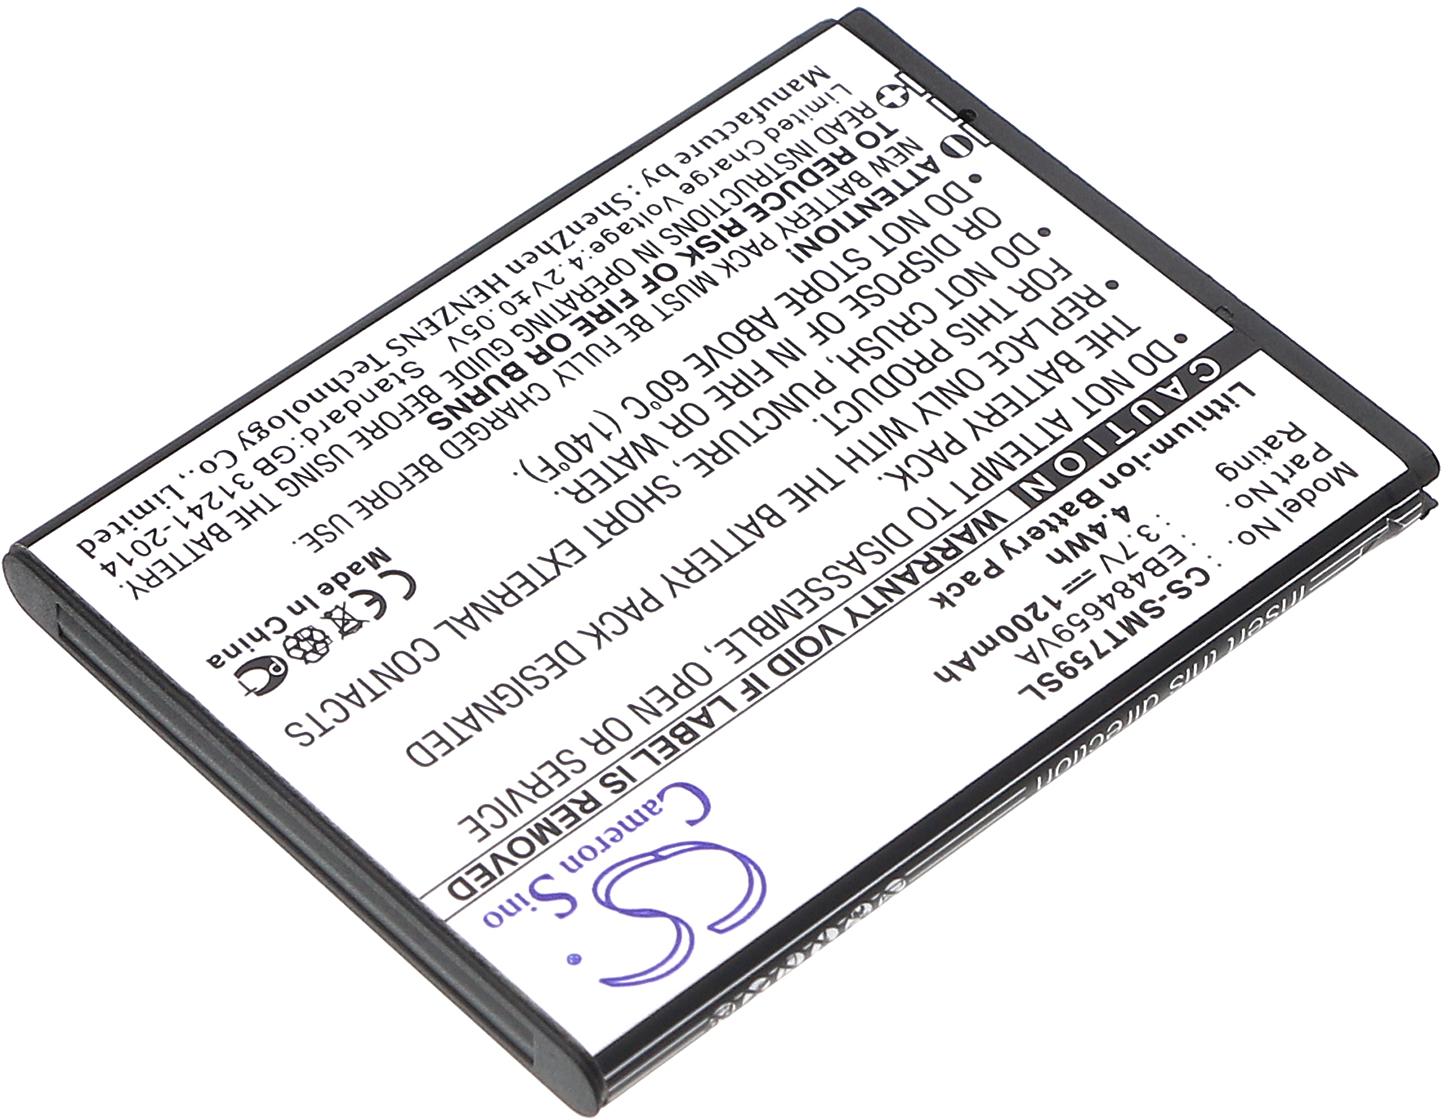 Cameron Sino
Model No. : CS-SMT759SL
Part No. : EB484659VA
Rating : 3.7V 1200mAh
4.4Wh
Lithium-ion Battery Pack
CAUTION WARRANTY VOID IF LABEL IS REMOVED
• DO NOT ATTEMPT TO DISASSEMBLE, OPEN OR SERVICE
THE BATTERY PACK.
• REPLACE ONLY WITH THE BATTERY PACK DESIGNATED
FOR THIS PRODUCT.
• DO NOT CRUSH, PUNCTURE, SHORT EXTERNAL CONTACTS
OR DISPOSE OF IN FIRE OR WATER.
• DO NOT STORE ABOVE 60°C (140°F).
ATTENTION!
NEW BATTERY PACK MUST BE FULLY CHARGED BEFORE USE.
TO REDUCE RISK OF FIRE OR BURNS
READ INSTRUCTIONS IN OPERATING GUIDE BEFORE USING THE BATTERY.
Limited Charge Voltage:4.2V±0.05V Standard:GB 31241-2014
Manufacture by: ShenZhen HENZENS Technology Co., Limited
CE
Made in China
Insert this direction